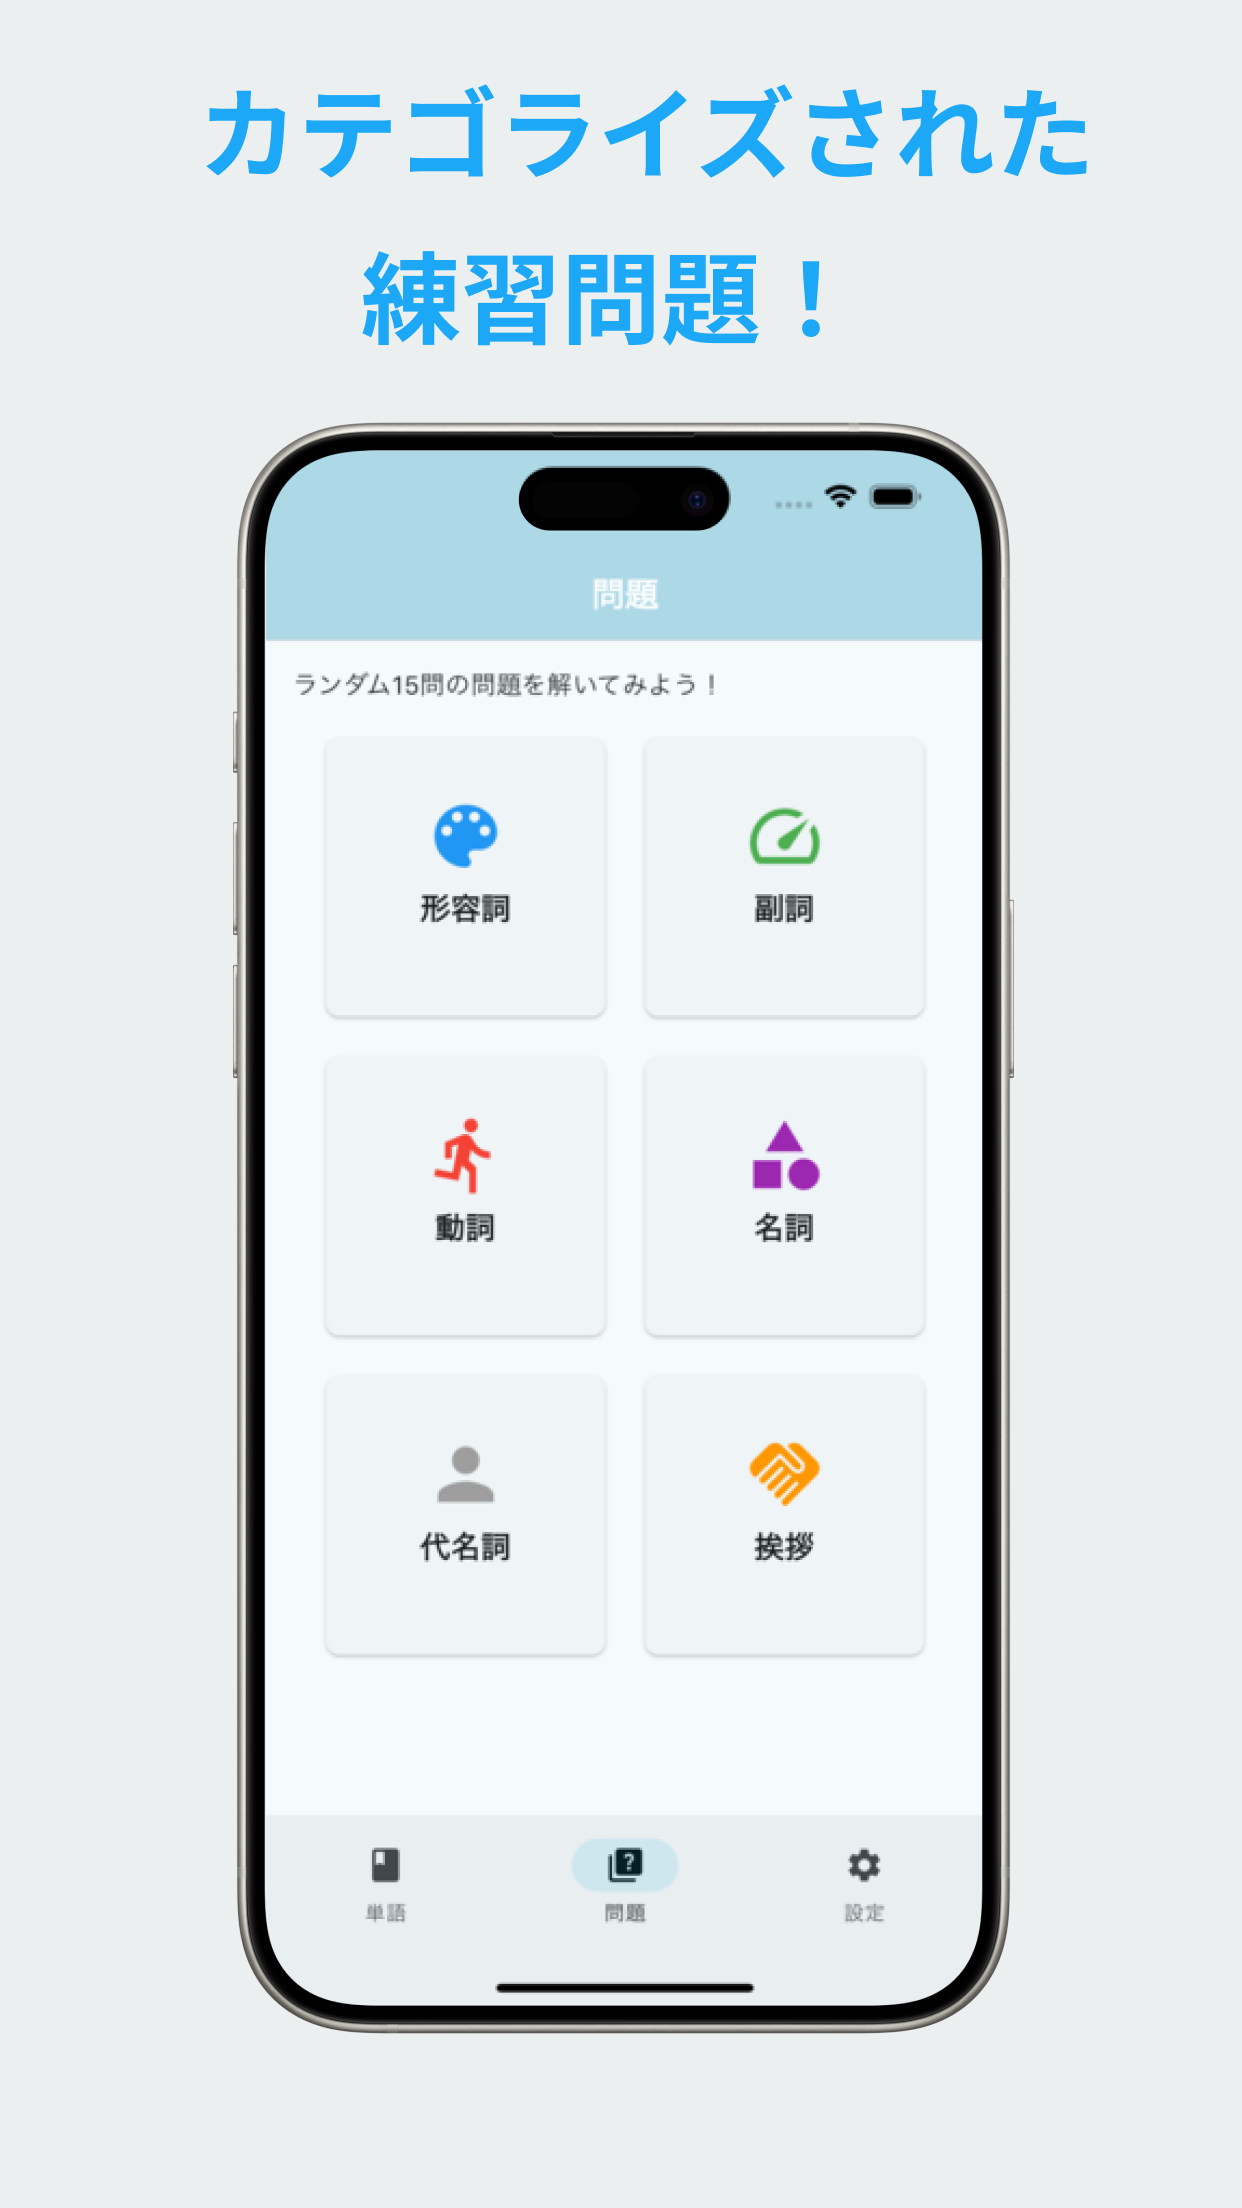 カテゴライズされた
練習問題！
問題
ランダム15問の問題を解いてみよう！
形容詞
副詞
動詞
名詞
代名詞
挨拶
単語
問題
設定